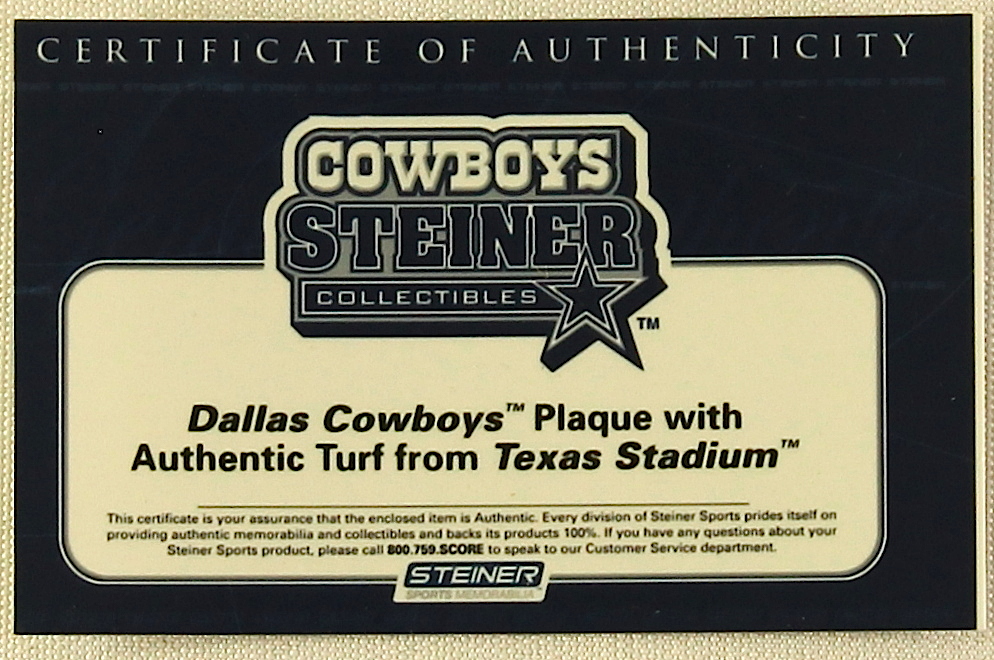 CERTIFICATE OF AUTHENTICITY
COWBOYS
STEINER
COLLECTIBLES
TM
Dallas Cowboys™ Plaque with
Authentic Turf from Texas Stadium™
This certificate is your assurance that the enclosed item is Authentic. Every division of Steiner Sports prides itself on
providing authentic memorabilia and collectibles and backs its products 100%. If you have any questions about your
Steiner Sports product, please call 800.759.SCORE to speak to our Customer Service department.
STEINER
SPORTS MEMORABILIA